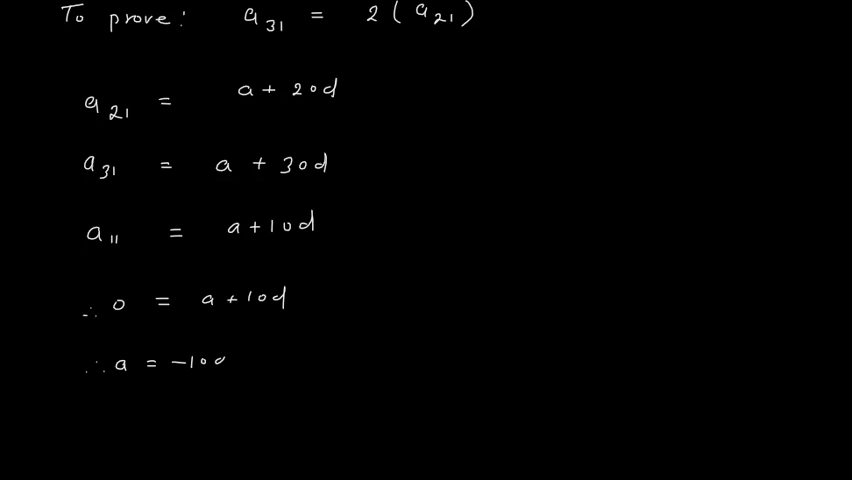 To prove: a₃₁ = 2(a₂₁)
a₂₁ = a + 20d
a₃₁ = a + 30d
a₁₁ = a + 10d
∴ 0 = a + 10d
∴ a = -10d